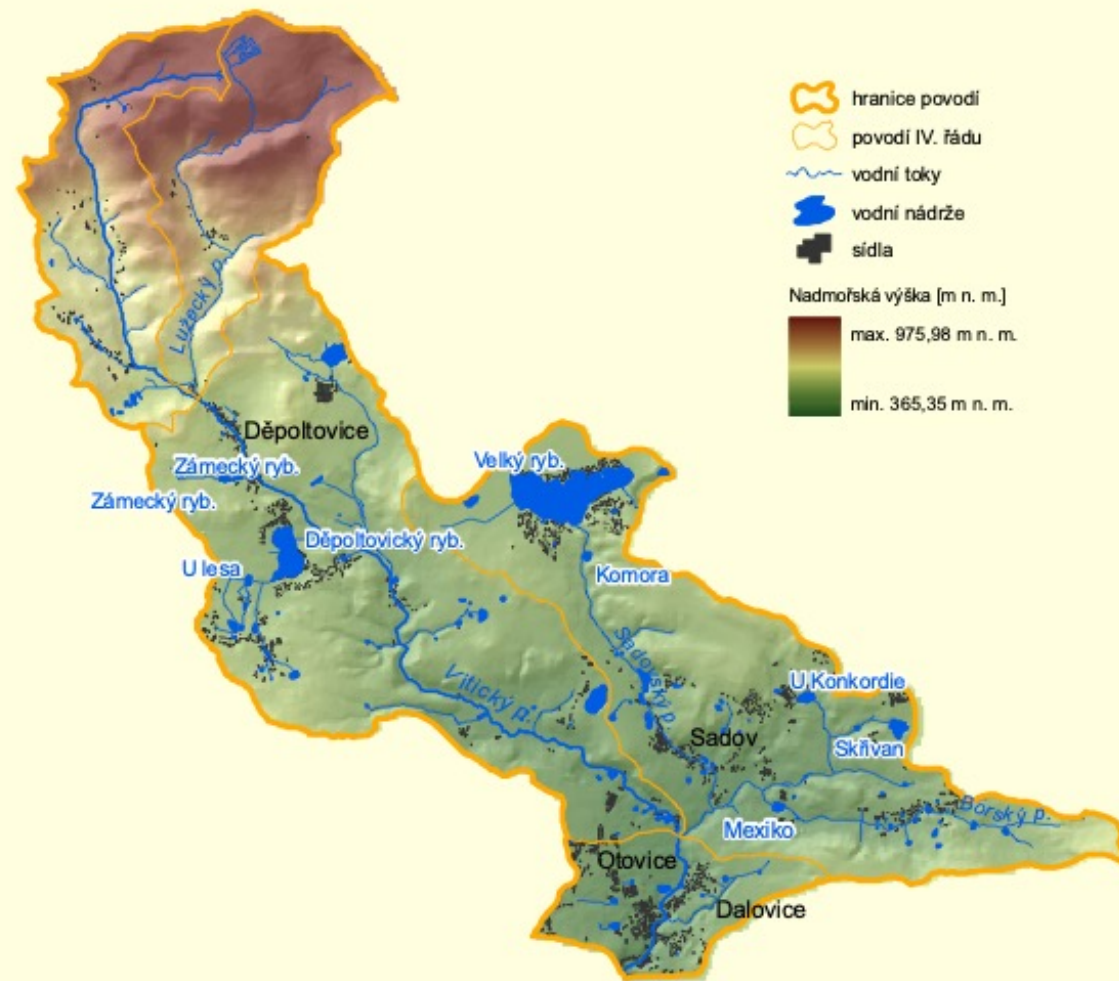 hranice povodí
povodí IV. řádu
vodní toky
vodní nádrže
sídla
Nadmořská výška [m n. m.]
max. 975,98 m n. m.
min. 365,35 m n. m.
Lužecký p.
Děpoltovice
Zámecký ryb.
Velký ryb.
Zámecký ryb.
Děpoltovický ryb.
U lesa
Komora
Sadovský p.
Vitický p.
U Konkordie
Sadov
Skřivan
Borský p.
Mexiko
Otovice
Dalovice